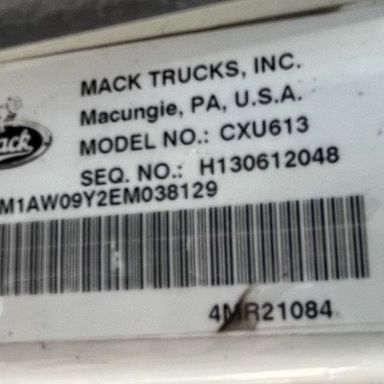 MACK TRUCKS, INC.
Macungie, PA, U.S.A.
MODEL NO.: CXU613
SEQ. NO.: H130612048
M1AW09Y2EM038129
4MR21084